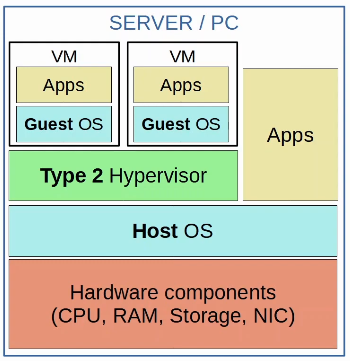 SERVER / PC
VM
Apps
Guest OS
VM
Apps
Guest OS
Apps
Type 2 Hypervisor
Host OS
Hardware components
(CPU, RAM, Storage, NIC)